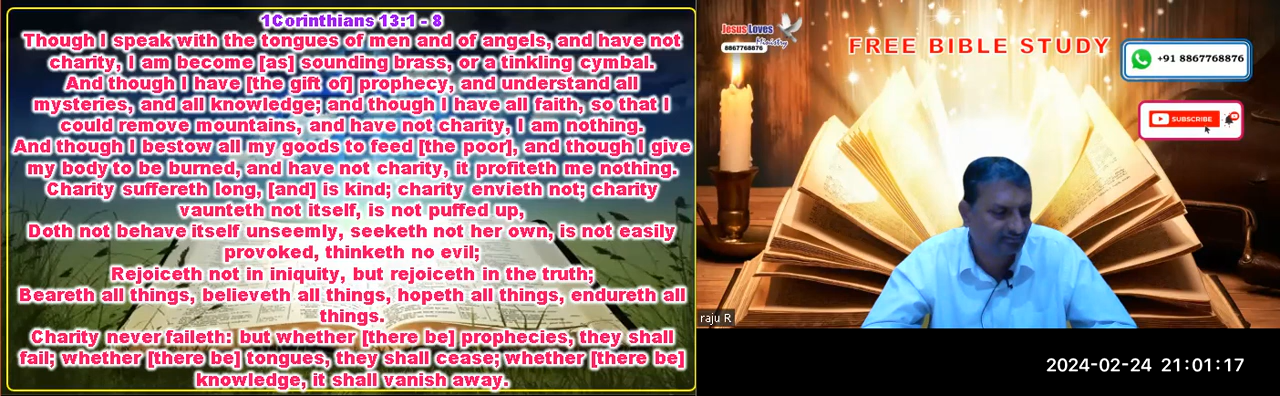 1Corinthians 13:1 - 8
Though I speak with the tongues of men and of angels, and have not
charity, I am become [as] sounding brass, or a tinkling cymbal.
And though I have [the gift of] prophecy, and understand all
mysteries, and all knowledge; and though I have all faith, so that I
could remove mountains, and have not charity, I am nothing.
And though I bestow all my goods to feed [the poor], and though I give
my body to be burned, and have not charity, it profiteth me nothing.
Charity suffereth long, [and] is kind; charity envieth not; charity
vaunteth not itself, is not puffed up,
Doth not behave itself unseemly, seeketh not her own, is not easily
provoked, thinketh no evil;
Rejoiceth not in iniquity, but rejoiceth in the truth;
Beareth all things, believeth all things, hopeth all things, endureth all
things.
Charity never faileth: but whether [there be] prophecies, they shall
fail; whether [there be] tongues, they shall cease; whether [there be]
knowledge, it shall vanish away.
Jesus Loves
Ministry
8867768876
FREE BIBLE STUDY
+91 8867768876
SUBSCRIBE
raju R
2024-02-24 21:01:17